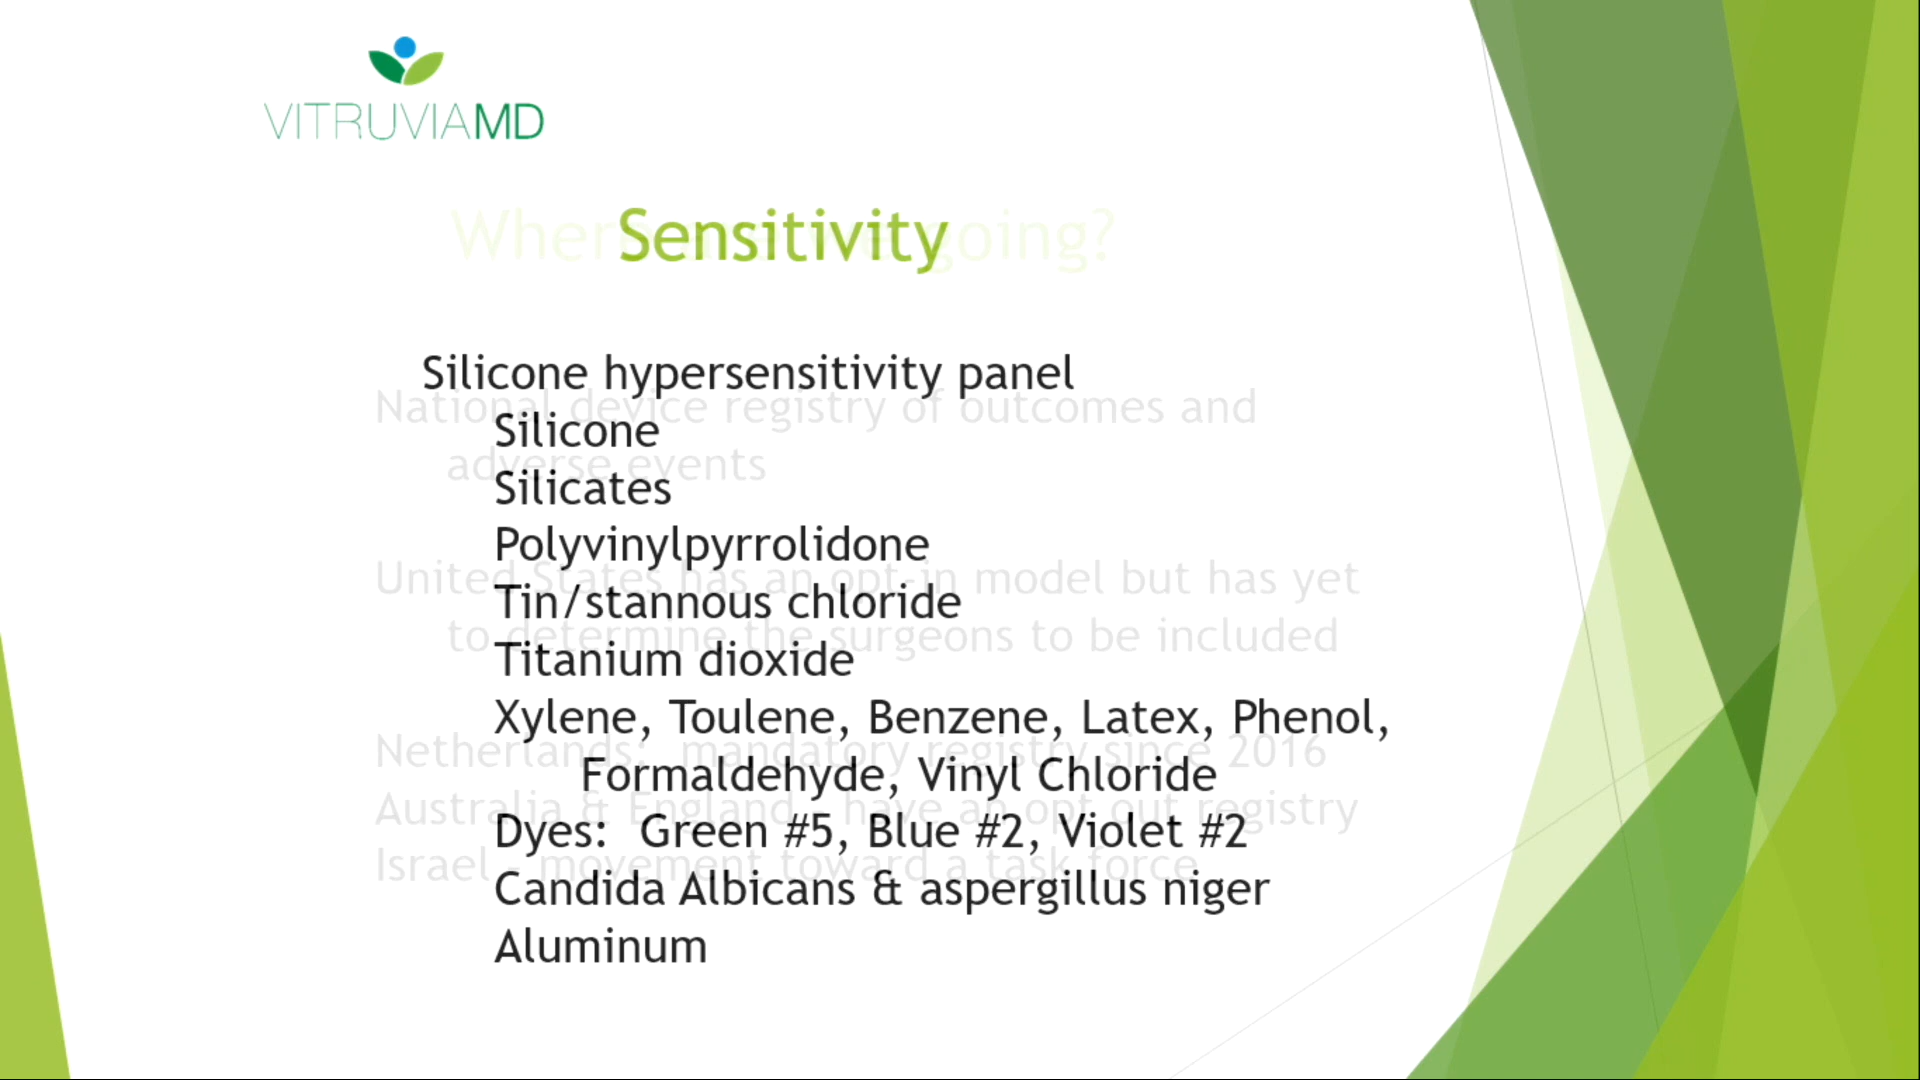 VITRUVIAMD
Sensitivity
Silicone hypersensitivity panel
Silicone
Silicates
Polyvinylpyrrolidone
Tin/stannous chloride
Titanium dioxide
Xylene, Toulene, Benzene, Latex, Phenol,
Formaldehyde, Vinyl Chloride
Dyes: Green #5, Blue #2, Violet #2
Candida Albicans & aspergillus niger
Aluminum
going?
National device registry of outcomes and
adverse events
United States has an opt-in model but has yet
to determine the surgeons to be included
Netherlands: mandatory registry since 2016
Australia & England - have an opt out registry
Israel - movement toward a task force